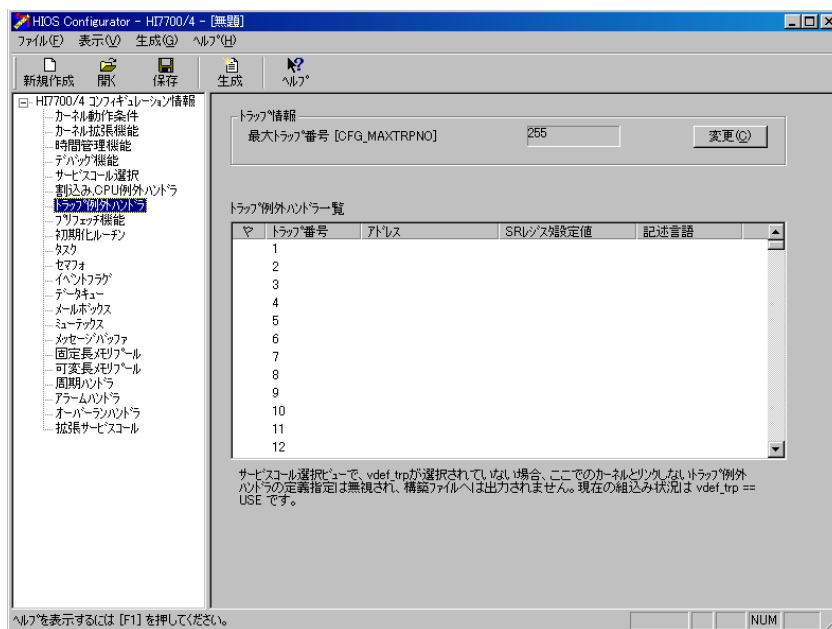 HIOS Configurator - HI7700/4 - [無題]
ファイル(F) 表示(V) 生成(G) ヘルプ(H)
新規作成 開く 保存 生成 ヘルプ
HI7700/4 コンフィギュレーション情報
カーネル動作条件
カーネル拡張機能
時間管理機能
デバッグ機能
サービスコール選択
割込み,CPU例外ハンドラ
トラップ例外ハンドラ
プリフェッチ機能
初期化ルーチン
タスク
セマフォ
イベントフラグ
データキュー
メールボックス
ミューテックス
メッセージバッファ
固定長メモリプール
可変長メモリプール
周期ハンドラ
アラームハンドラ
オーバーランハンドラ
拡張サービスコール
トラップ情報
最大トラップ番号 [CFG_MAXTRPNO] 255 変更(C)
トラップ例外ハンドラ一覧
トラップ番号 アドレス SRレジスタ設定値 記述言語
1
2
3
4
5
6
7
8
9
10
11
12
サービスコール選択ビューで、vdef_trpが選択されていない場合、ここでのカーネルとリンクしないトラップ例外
ハンドラの定義指定は無視され、構築ファイルへは出力されません。現在の組込み状況は vdef_trp ==
USE です。
ヘルプを表示するには [F1] を押してください。 NUM